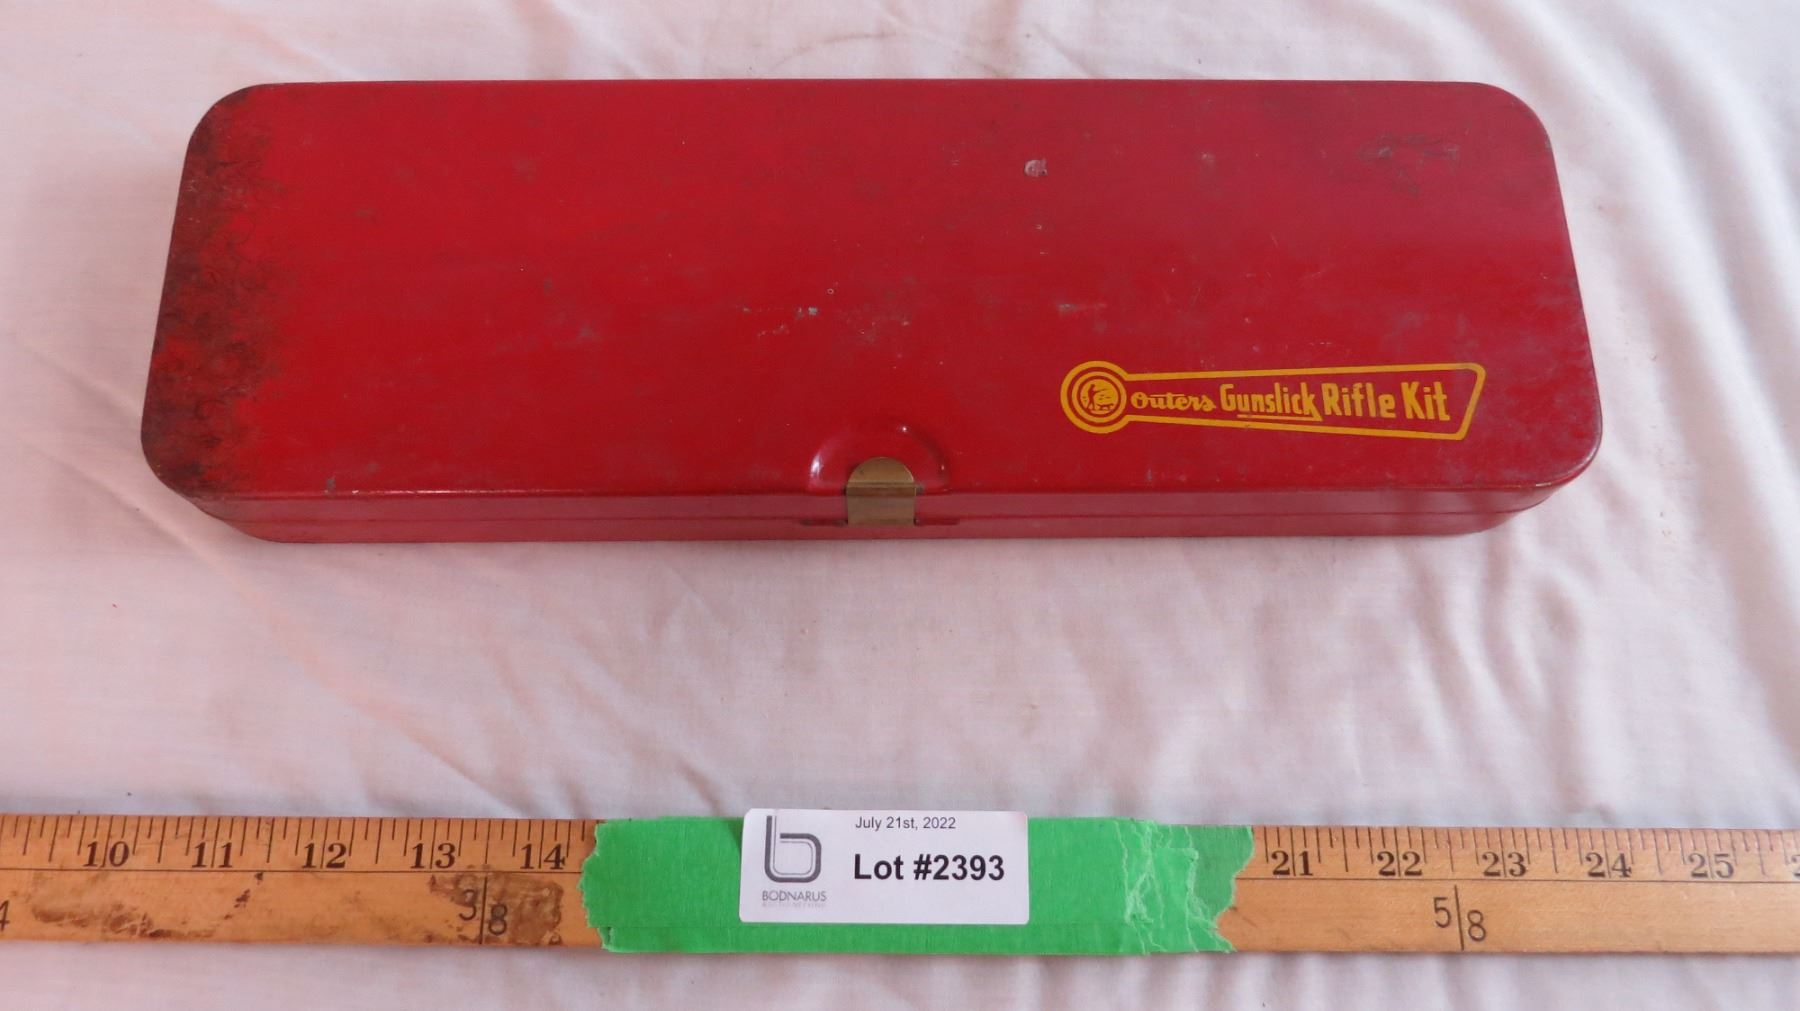 Outers Gunslick Rifle Kit
July 21st, 2022
Lot #2393
BODNARUS
10 11 12 13 14 21 22 23 24 25
4 3/8 5/8